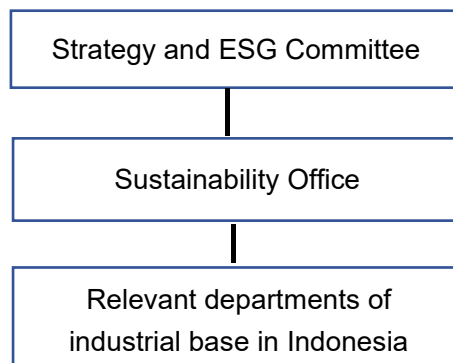 Strategy and ESG Committee
Sustainability Office
Relevant departments of
industrial base in Indonesia